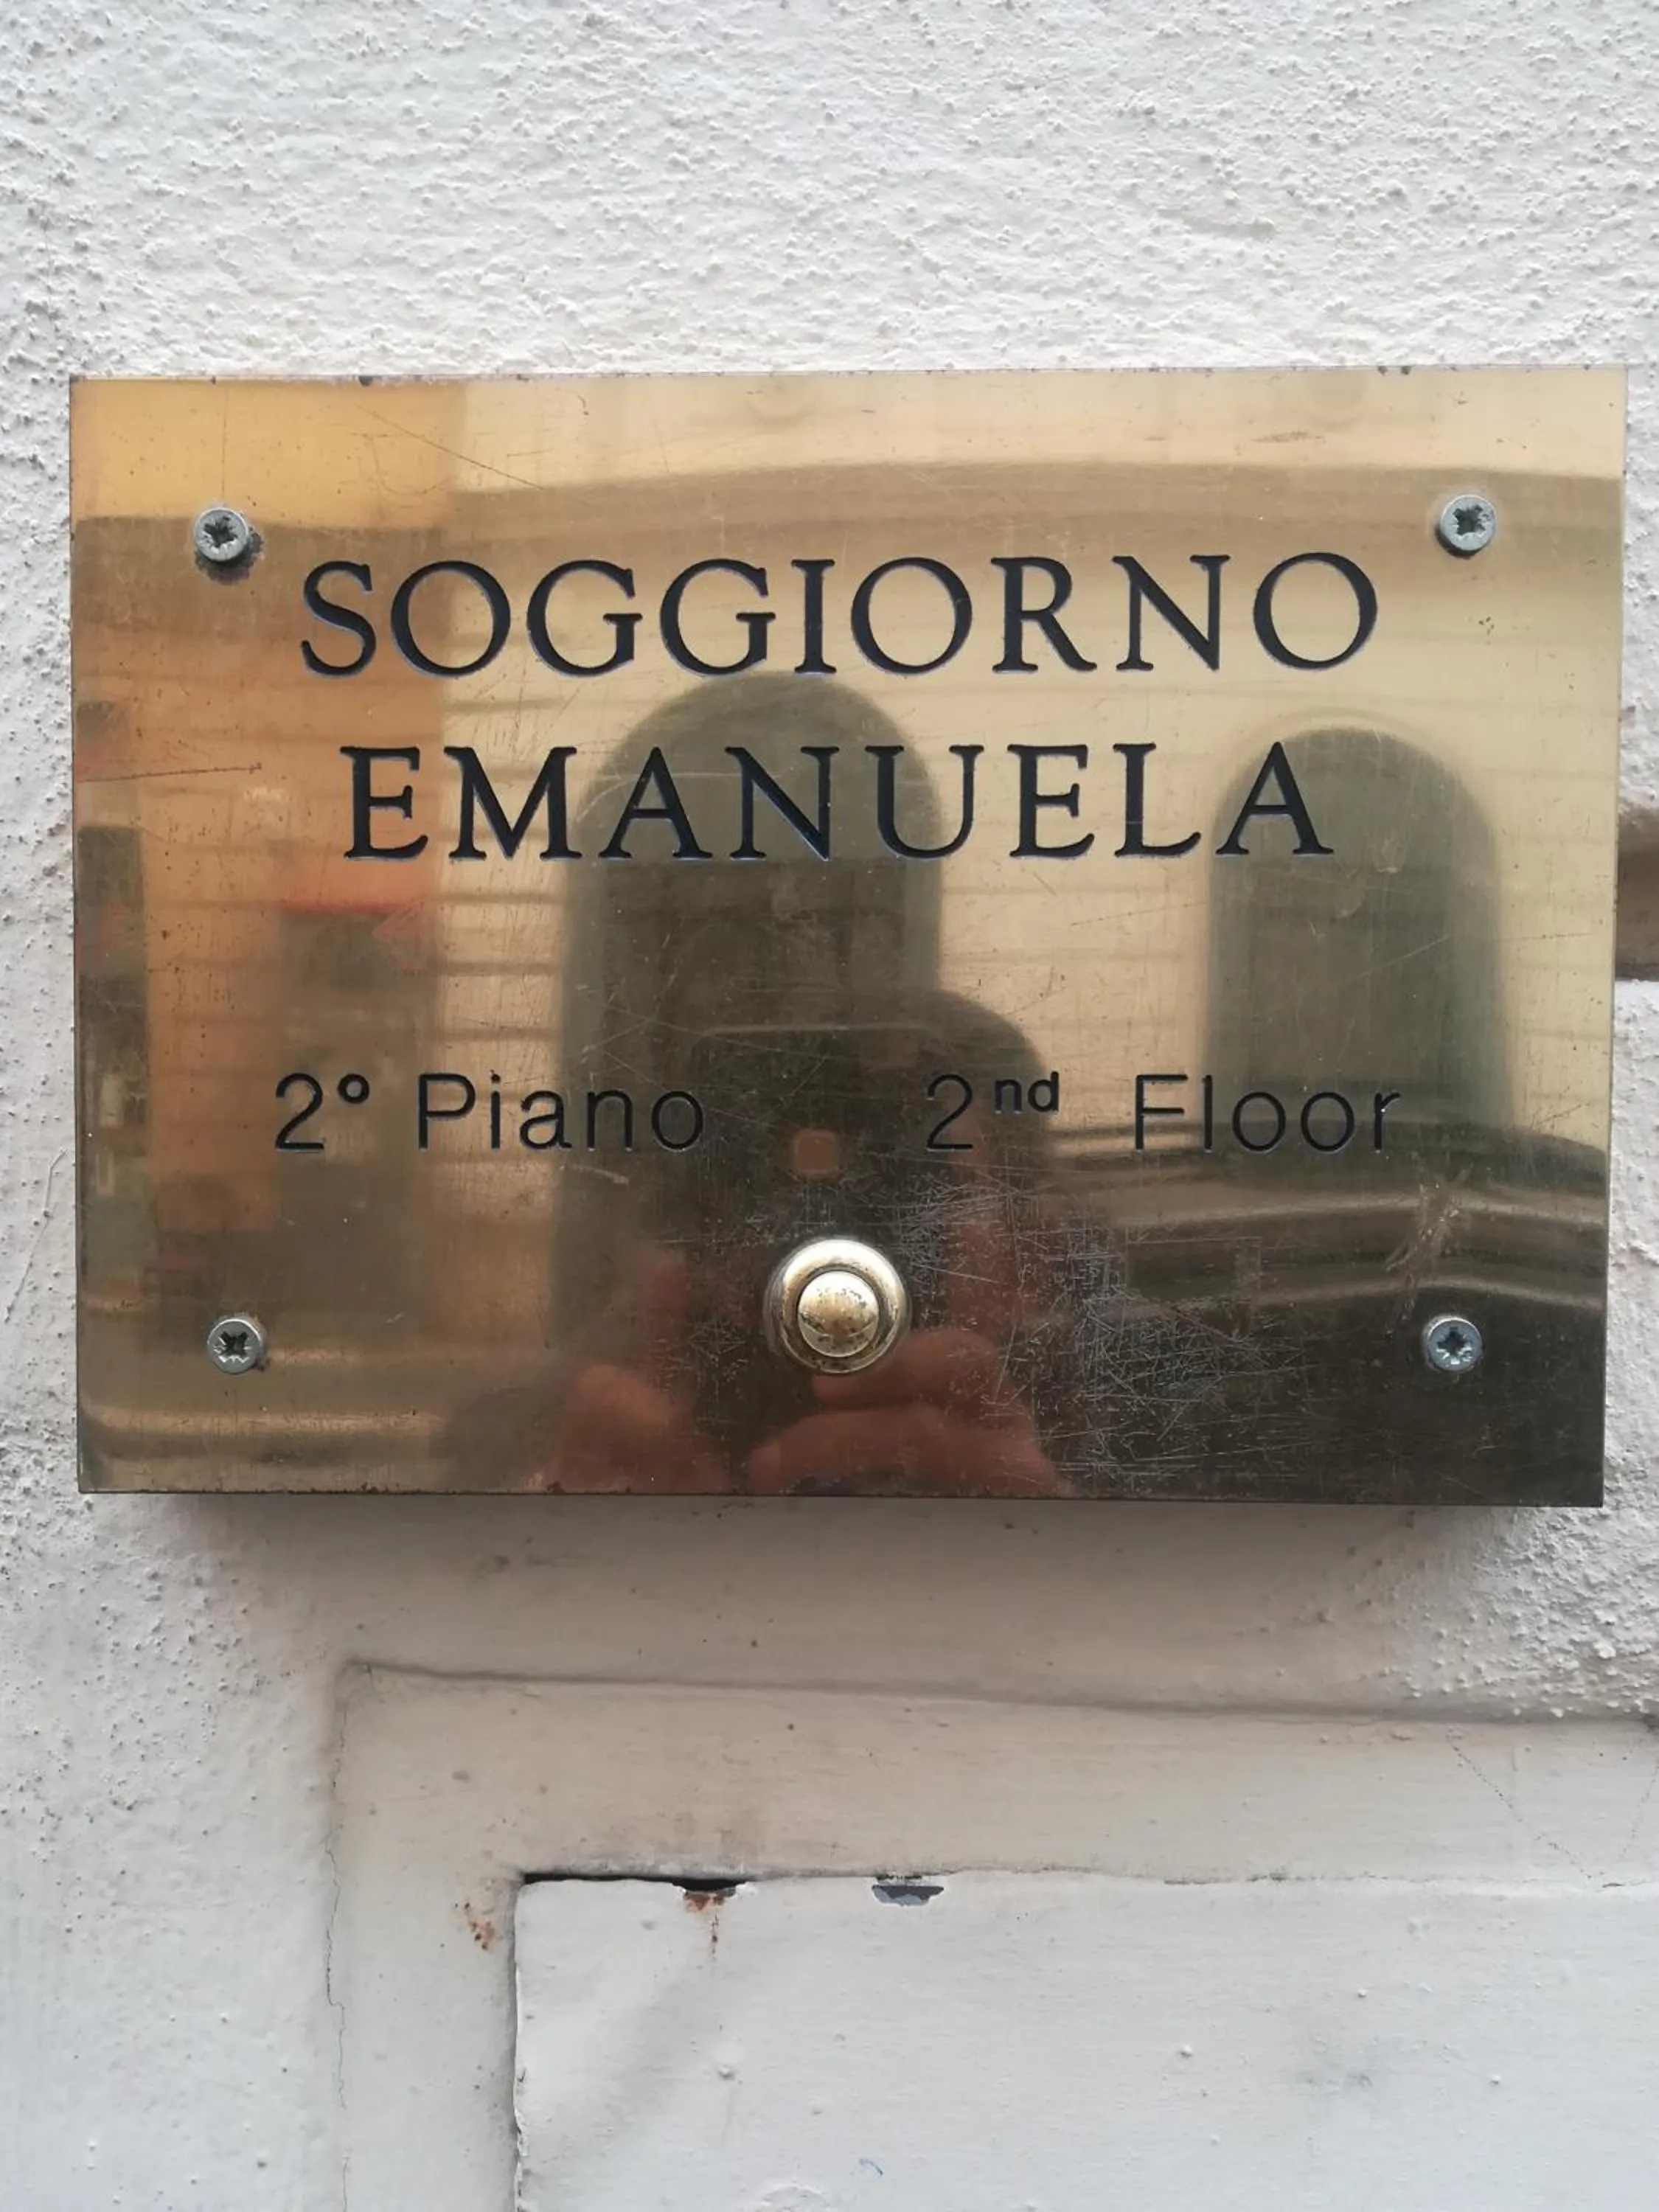 SOGGIORNO
EMANUELA
2° Piano 2nd Floor